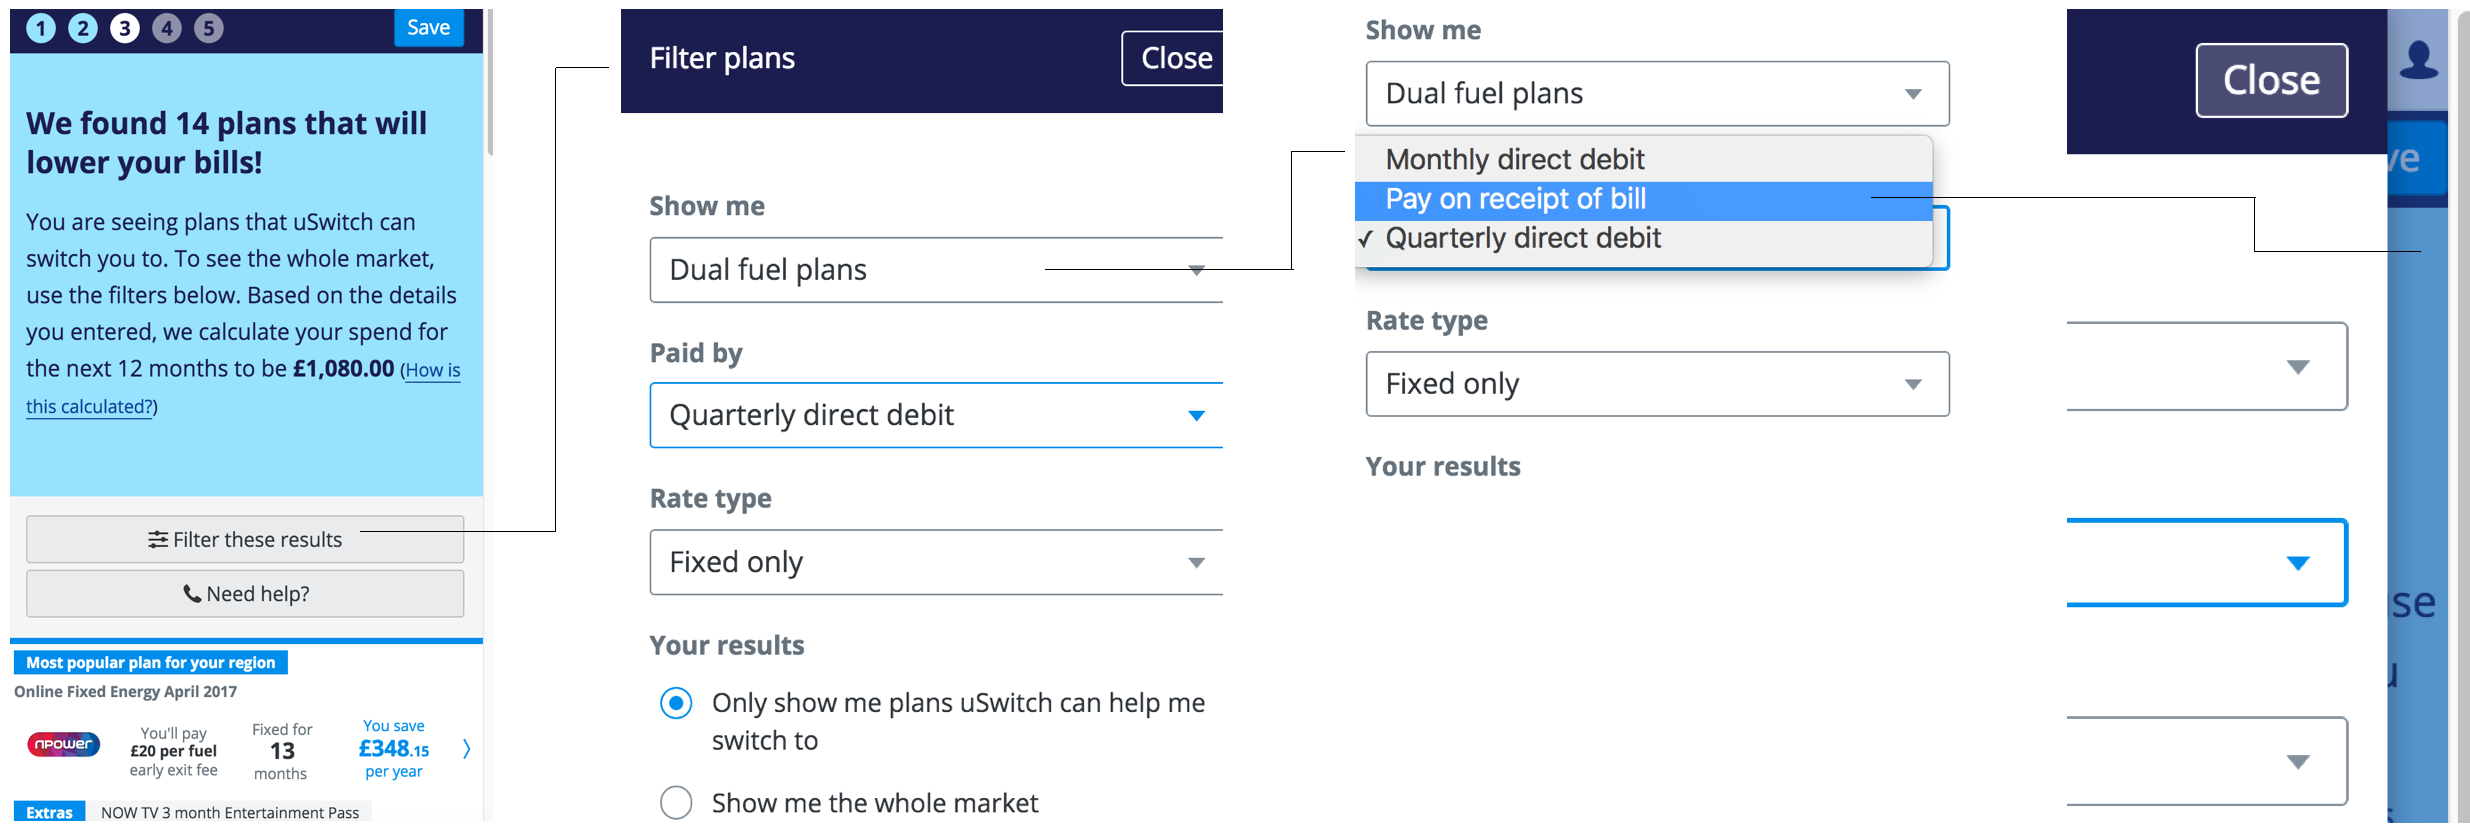 1 2 3 4 5 Save
We found 14 plans that will
lower your bills!
You are seeing plans that uSwitch can
switch you to. To see the whole market,
use the filters below. Based on the details
you entered, we calculate your spend for
the next 12 months to be £1,080.00 (How is
this calculated?)
Filter these results
Need help?
Most popular plan for your region
Online Fixed Energy April 2017
npower
You'll pay
£20 per fuel
early exit fee
Fixed for
13
months
You save
£348.15
per year
Extras NOW TV 3 month Entertainment Pass
Filter plans
Close
Show me
Dual fuel plans
Paid by
Quarterly direct debit
Rate type
Fixed only
Your results
Only show me plans uSwitch can help me
switch to
Show me the whole market
Show me
Dual fuel plans
Monthly direct debit
Pay on receipt of bill
✓ Quarterly direct debit
Rate type
Fixed only
Your results
Close
ve
se